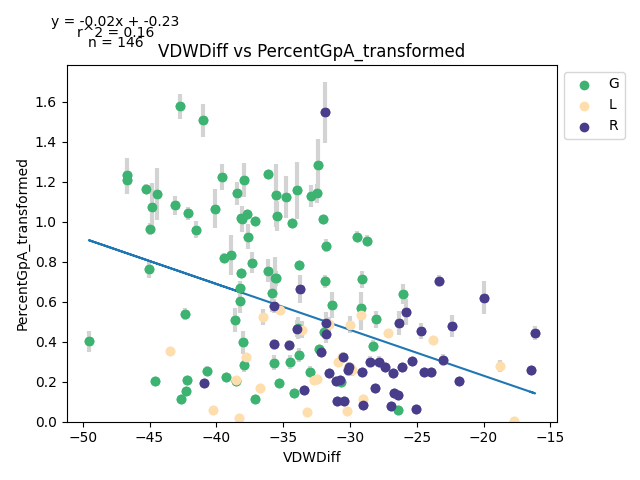 y = -0.02x + -0.23
r^2 = 0.16
n = 146
VDWDiff vs PercentGpA_transformed
G
L
R
PercentGpA_transformed
1.6
1.4
1.2
1.0
0.8
0.6
0.4
0.2
0.0
−50 −45 −40 −35 −30 −25 −20 −15
VDWDiff